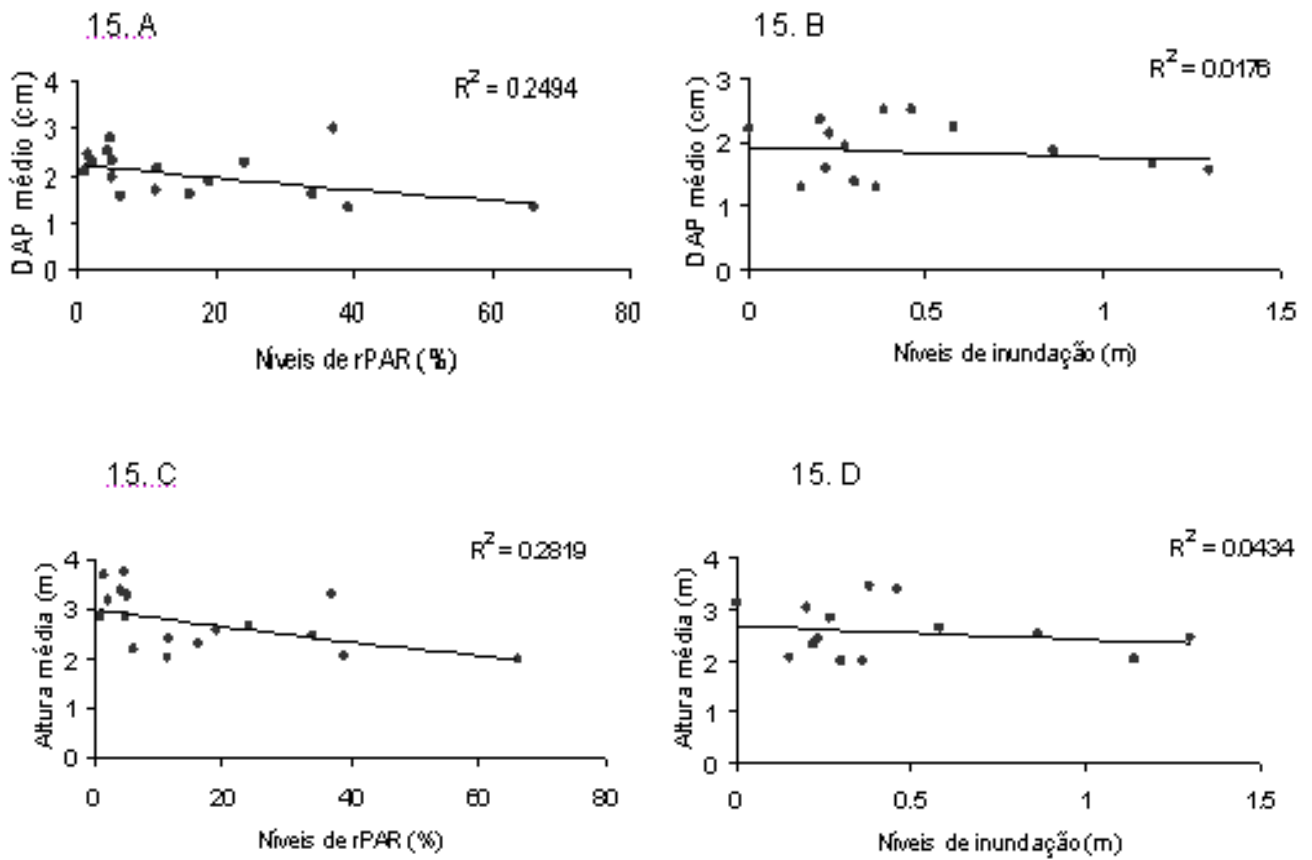 15. A
R² = 0.2494
DAP médio (cm)
4
3
2
1
0
0 20 40 60 80
Níveis de rPAR (%)
15. B
R² = 0.0176
DAP médio (cm)
3
2
1
0
0 0.5 1 1.5
Níveis de inundação (m)
15. C
R² = 0.2819
Altura média (m)
4
3
2
1
0
0 20 40 60 80
Níveis de rPAR (%)
15. D
R² = 0.0434
Altura média (m)
4
3
2
1
0
0 0.5 1 1.5
Níveis de inundação (m)